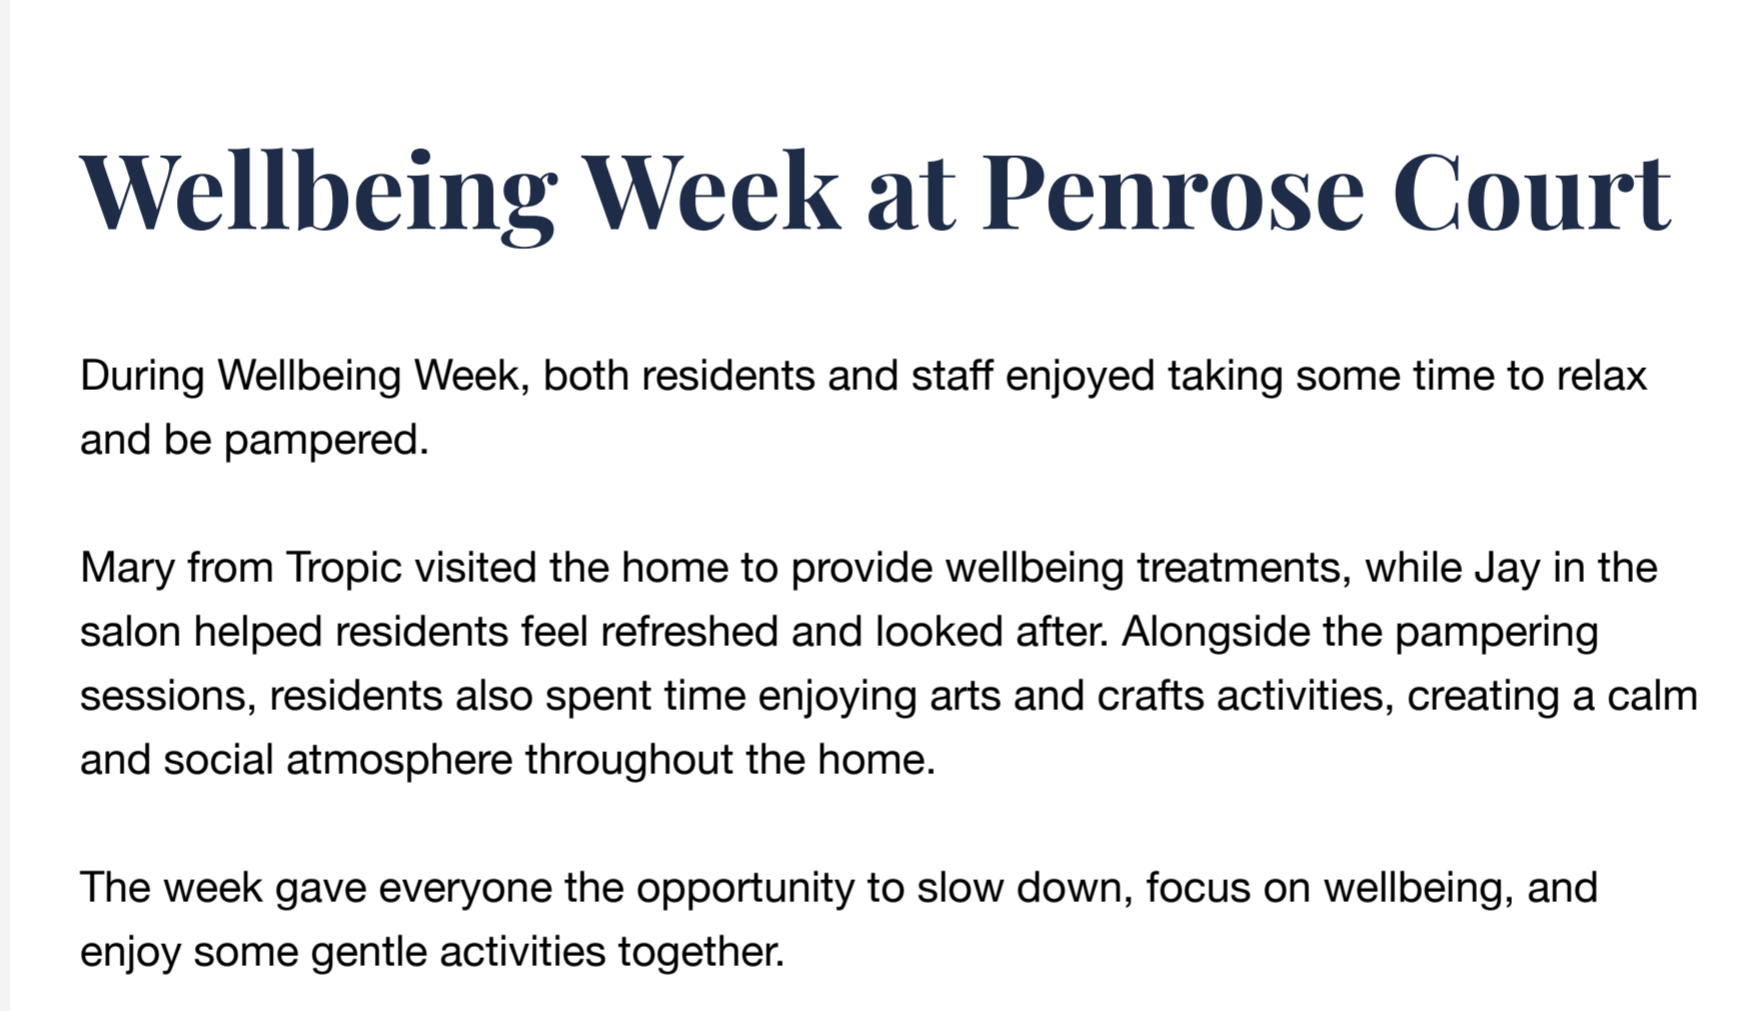 Wellbeing Week at Penrose Court
During Wellbeing Week, both residents and staff enjoyed taking some time to relax
and be pampered.
Mary from Tropic visited the home to provide wellbeing treatments, while Jay in the
salon helped residents feel refreshed and looked after. Alongside the pampering
sessions, residents also spent time enjoying arts and crafts activities, creating a calm
and social atmosphere throughout the home.
The week gave everyone the opportunity to slow down, focus on wellbeing, and
enjoy some gentle activities together.